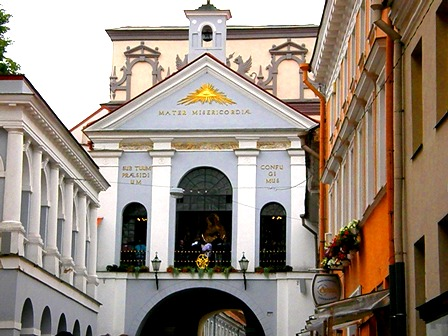 MATER MISERICORDIÆ
SUB TUUM
PRÆSIDI
UM
CONFU
GI
MUS